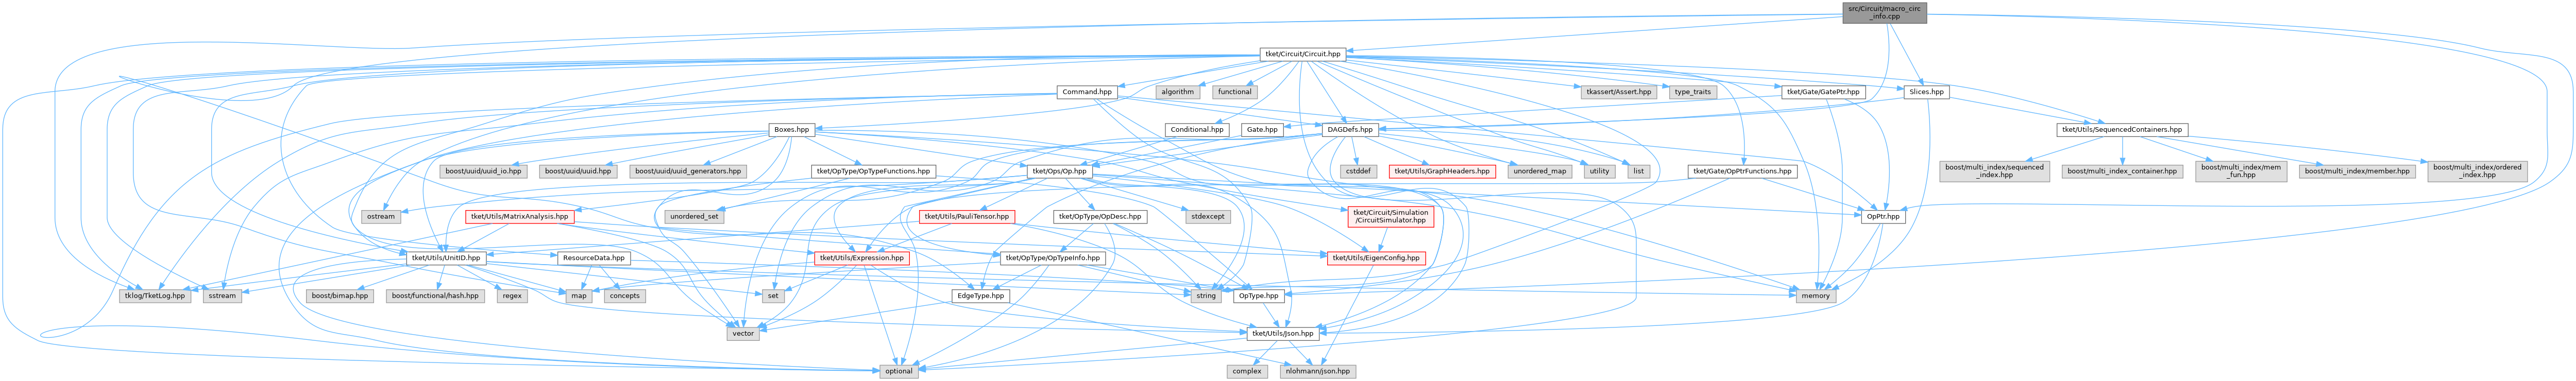 src/Circuit/macro_circ
_info.cpp
tket/Circuit/Circuit.hpp
Command.hpp
algorithm
functional
tkassert/Assert.hpp
type_traits
tket/Gate/GatePtr.hpp
Slices.hpp
Boxes.hpp
Conditional.hpp
Gate.hpp
DAGDefs.hpp
tket/Utils/SequencedContainers.hpp
boost/uuid/uuid_io.hpp
boost/uuid/uuid.hpp
boost/uuid/uuid_generators.hpp
tket/OpType/OpTypeFunctions.hpp
tket/Ops/Op.hpp
cstddef
tket/Utils/GraphHeaders.hpp
unordered_map
utility
list
tket/Gate/OpPtrFunctions.hpp
boost/multi_index/sequenced
_index.hpp
boost/multi_index_container.hpp
boost/multi_index/mem
_fun.hpp
boost/multi_index/member.hpp
boost/multi_index/ordered
_index.hpp
ostream
tket/Utils/MatrixAnalysis.hpp
unordered_set
tket/Utils/PauliTensor.hpp
tket/OpType/OpDesc.hpp
stdexcept
tket/Circuit/Simulation
/CircuitSimulator.hpp
OpPtr.hpp
tket/Utils/UnitID.hpp
ResourceData.hpp
tket/Utils/Expression.hpp
tket/OpType/OpTypeInfo.hpp
tket/Utils/EigenConfig.hpp
tklog/TketLog.hpp
sstream
boost/bimap.hpp
boost/functional/hash.hpp
regex
map
concepts
set
EdgeType.hpp
string
OpType.hpp
memory
vector
tket/Utils/Json.hpp
optional
complex
nlohmann/json.hpp